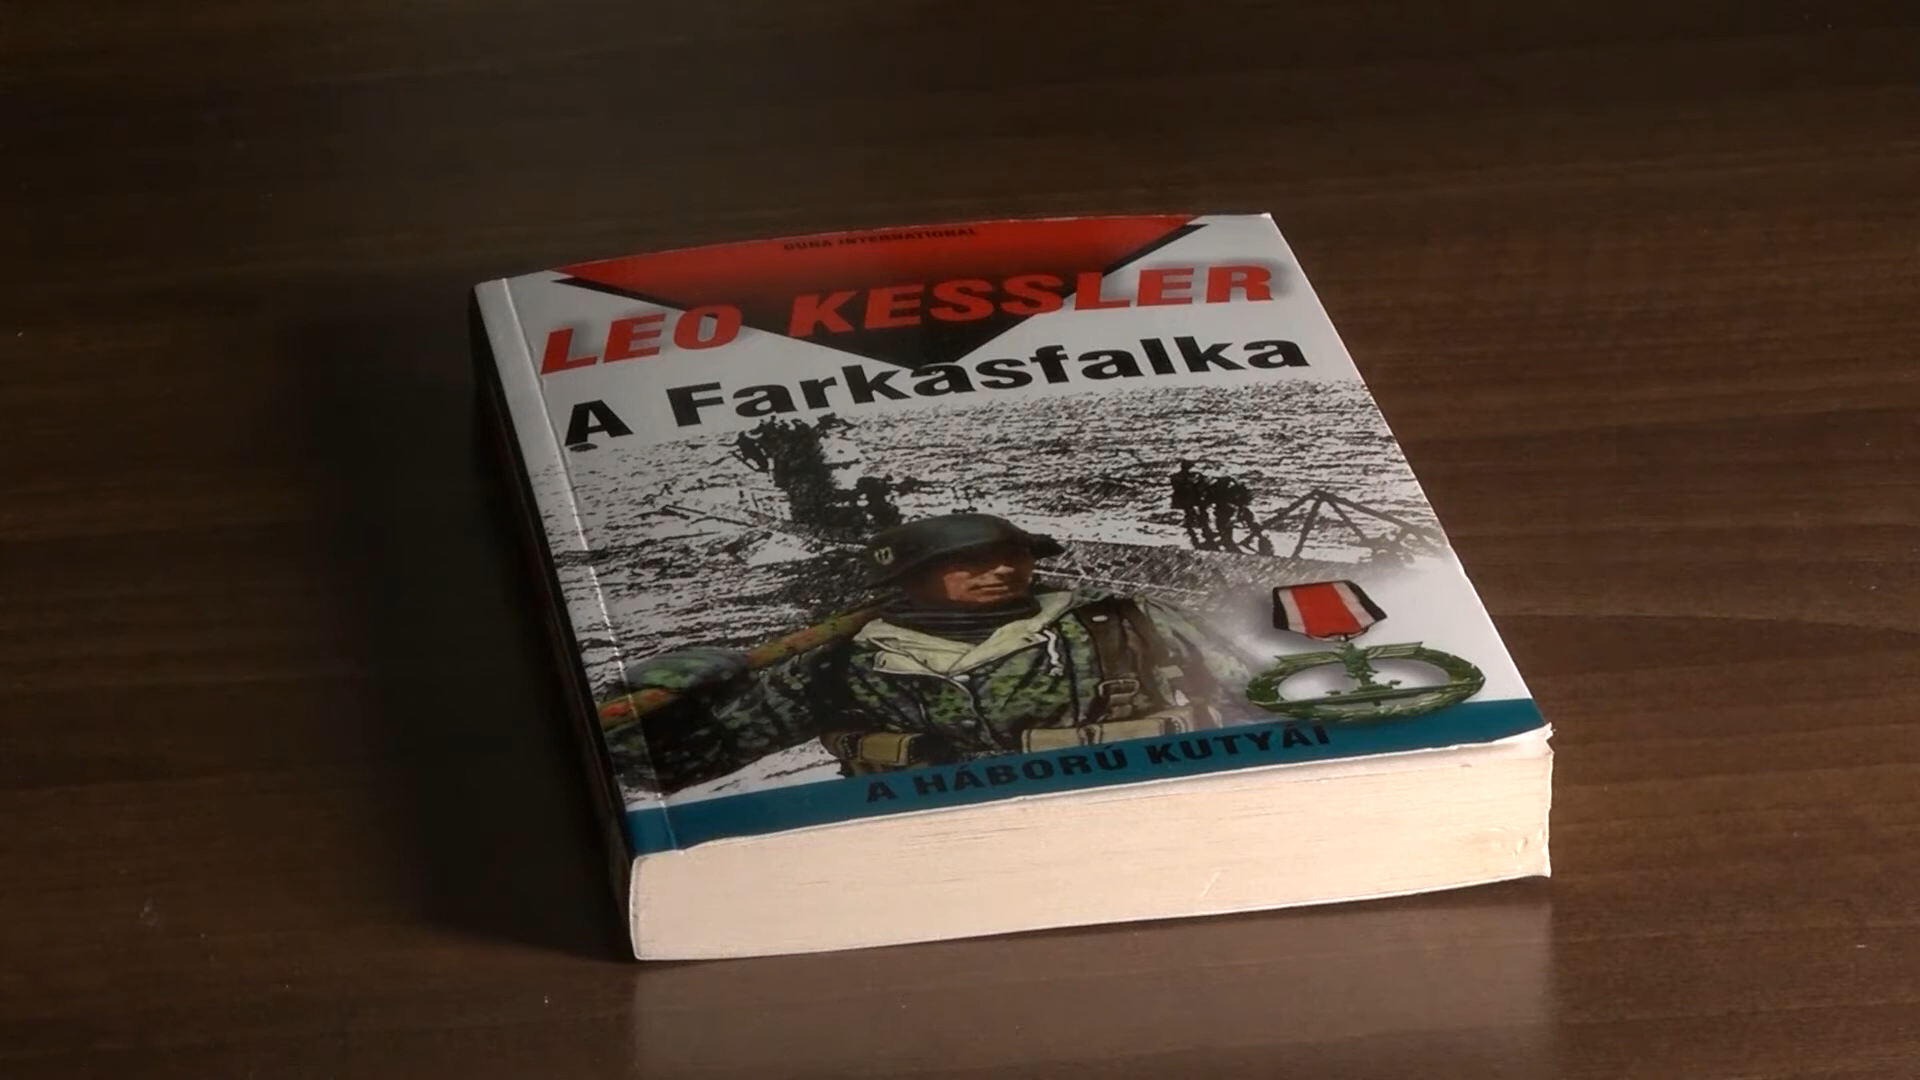 DUNA INTERNATIONAL
LEO KESSLER
A Farkasfalka
A HÁBORÚ KUTYÁI